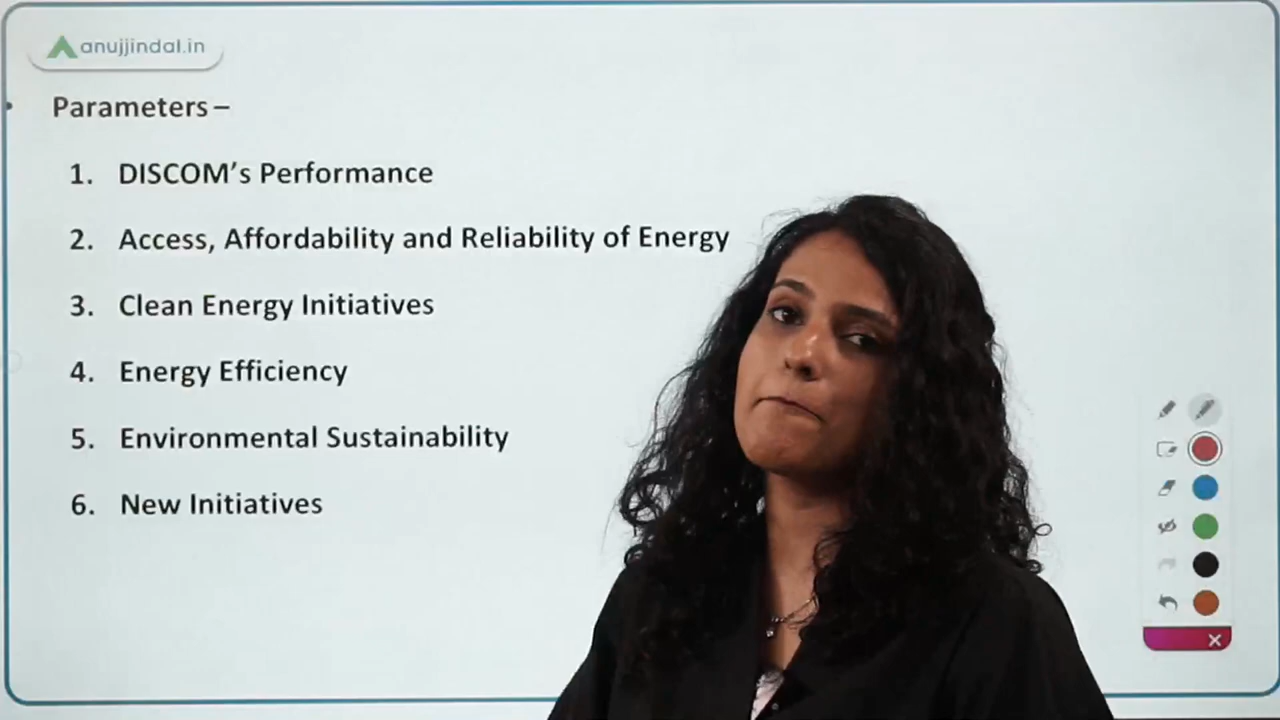 anujjindal.in
• Parameters –
1. DISCOM's Performance
2. Access, Affordability and Reliability of Energy
3. Clean Energy Initiatives
4. Energy Efficiency
5. Environmental Sustainability
6. New Initiatives